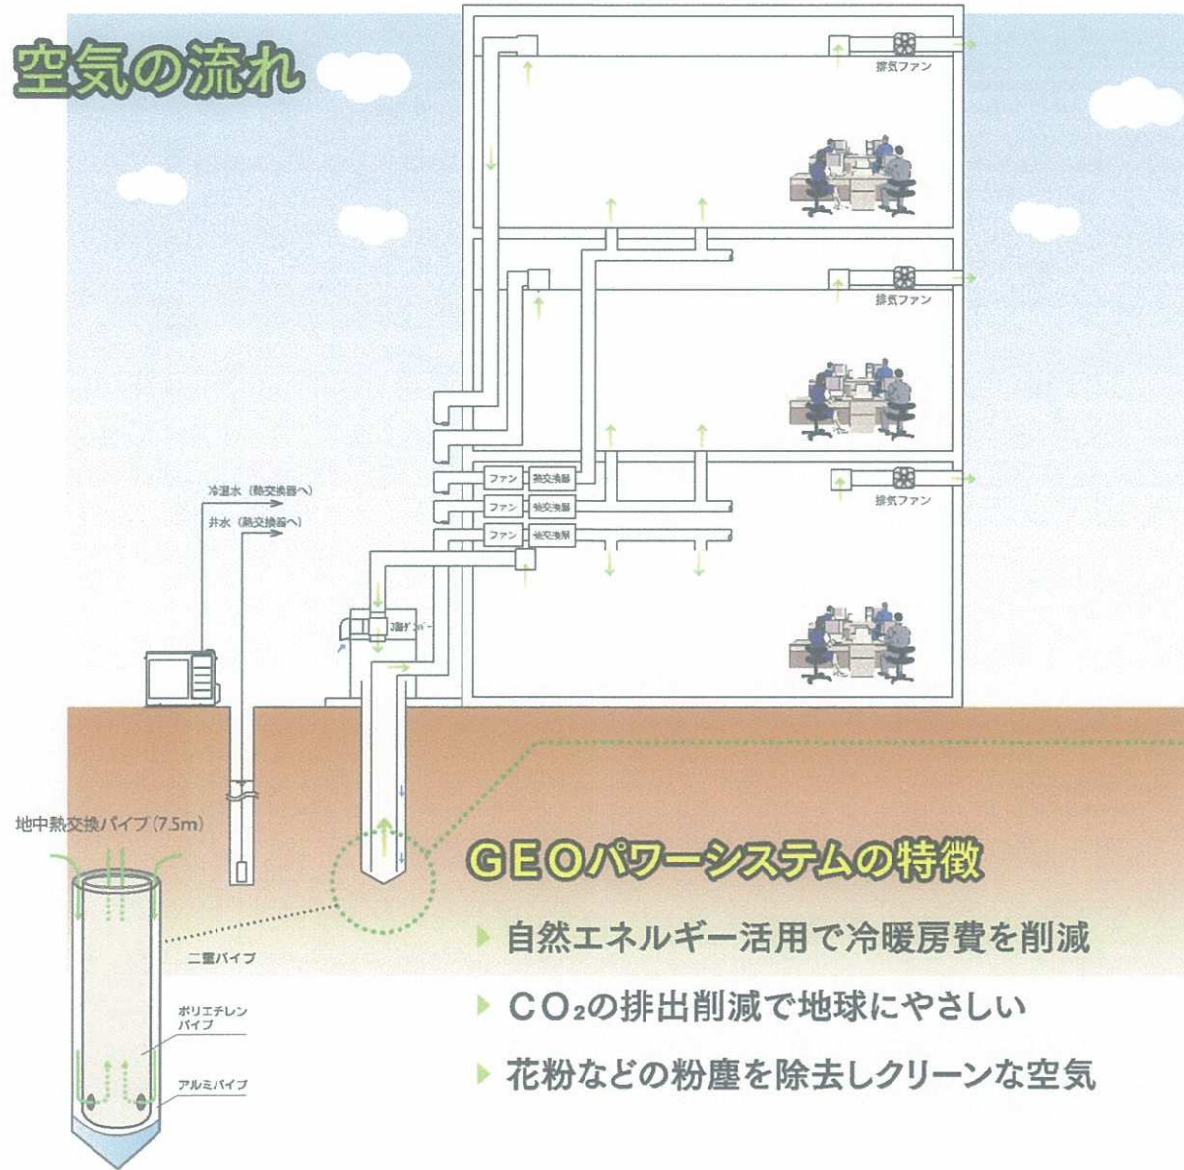 空気の流れ
排気ファン
排気ファン
排気ファン
ファン
熱交換器
ファン
熱交換器
ファン
熱交換器
冷温水（熱交換器へ）
井水（熱交換器へ）
地中熱交換パイプ（7.5m）
二重パイプ
ポリエチレン
パイプ
アルミパイプ
GEOパワーシステムの特徴
自然エネルギー活用で冷暖房費を削減
CO₂の排出削減で地球にやさしい
花粉などの粉塵を除去しクリーンな空気